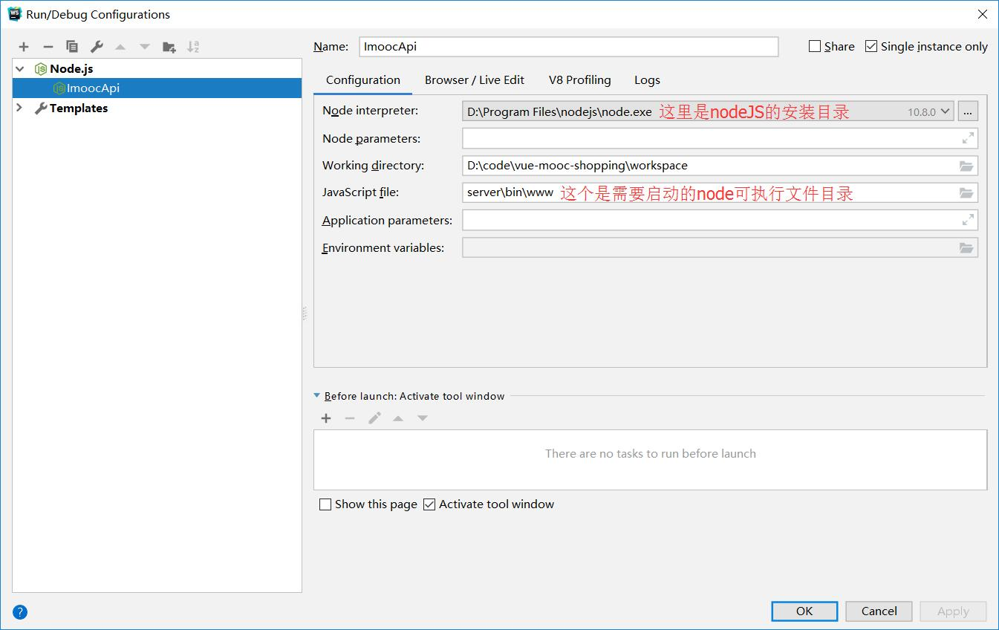 Run/Debug Configurations
Name: ImoocApi Share Single instance only
Node.js
ImoocApi
Templates
Configuration Browser / Live Edit V8 Profiling Logs
Node interpreter: D:\Program Files\nodejs\node.exe 这里是nodeJS的安装目录 10.8.0 ...
Node parameters:
Working directory: D:\code\vue-mooc-shopping\workspace
JavaScript file: server\bin\www 这个是需要启动的node可执行文件目录
Application parameters:
Environment variables:
Before launch: Activate tool window
There are no tasks to run before launch
Show this page Activate tool window
? OK Cancel Apply